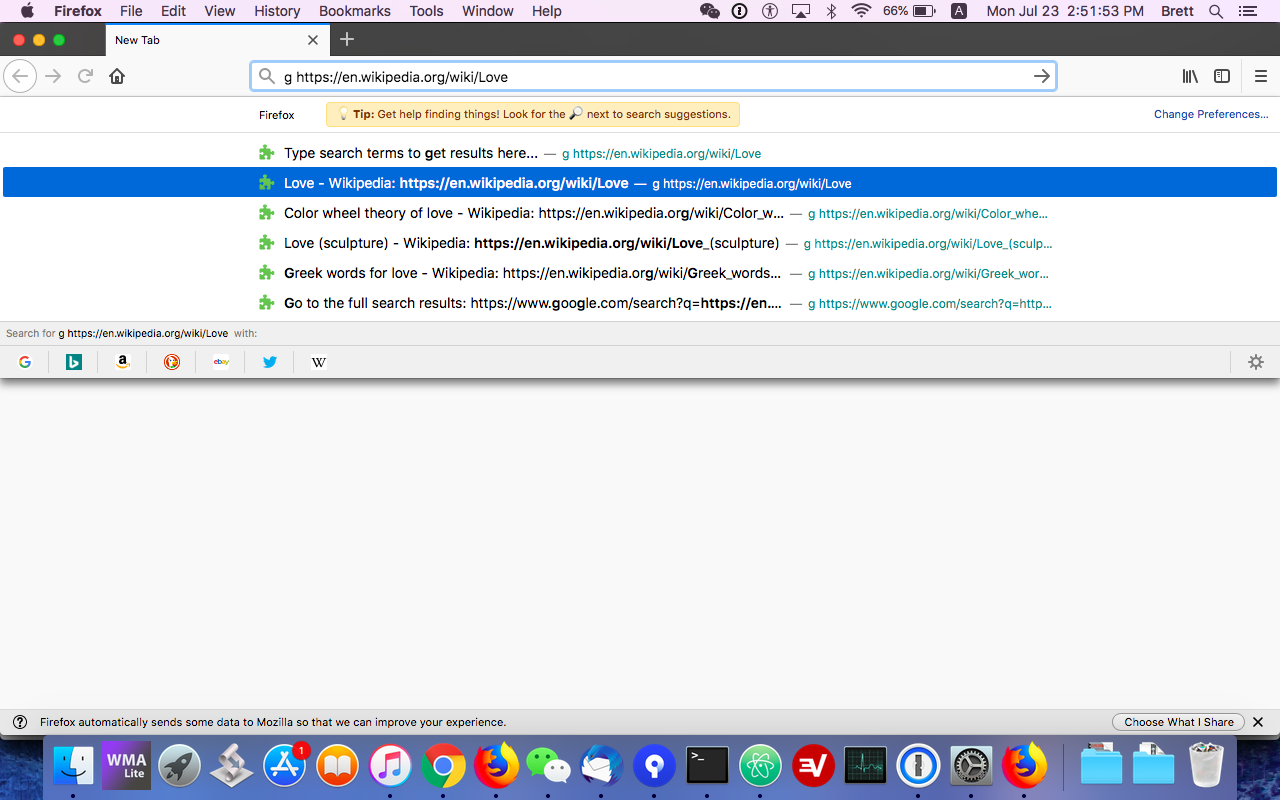 Firefox File Edit View History Bookmarks Tools Window Help 66% A Mon Jul 23 2:51:53 PM Brett
New Tab
g https://en.wikipedia.org/wiki/Love
Firefox 💡 Tip: Get help finding things! Look for the 🔎 next to search suggestions. Change Preferences...
Type search terms to get results here... — g https://en.wikipedia.org/wiki/Love
Love - Wikipedia: https://en.wikipedia.org/wiki/Love — g https://en.wikipedia.org/wiki/Love
Color wheel theory of love - Wikipedia: https://en.wikipedia.org/wiki/Color_w... — g https://en.wikipedia.org/wiki/Color_whe...
Love (sculpture) - Wikipedia: https://en.wikipedia.org/wiki/Love_(sculpture) — g https://en.wikipedia.org/wiki/Love_(sculp...
Greek words for love - Wikipedia: https://en.wikipedia.org/wiki/Greek_words... — g https://en.wikipedia.org/wiki/Greek_wor...
Go to the full search results: https://www.google.com/search?q=https://en.... — g https://www.google.com/search?q=http...
Search for g https://en.wikipedia.org/wiki/Love with:
G b a ebay W
? Firefox automatically sends some data to Mozilla so that we can improve your experience. Choose What I Share
WMA
Lite
1
>_